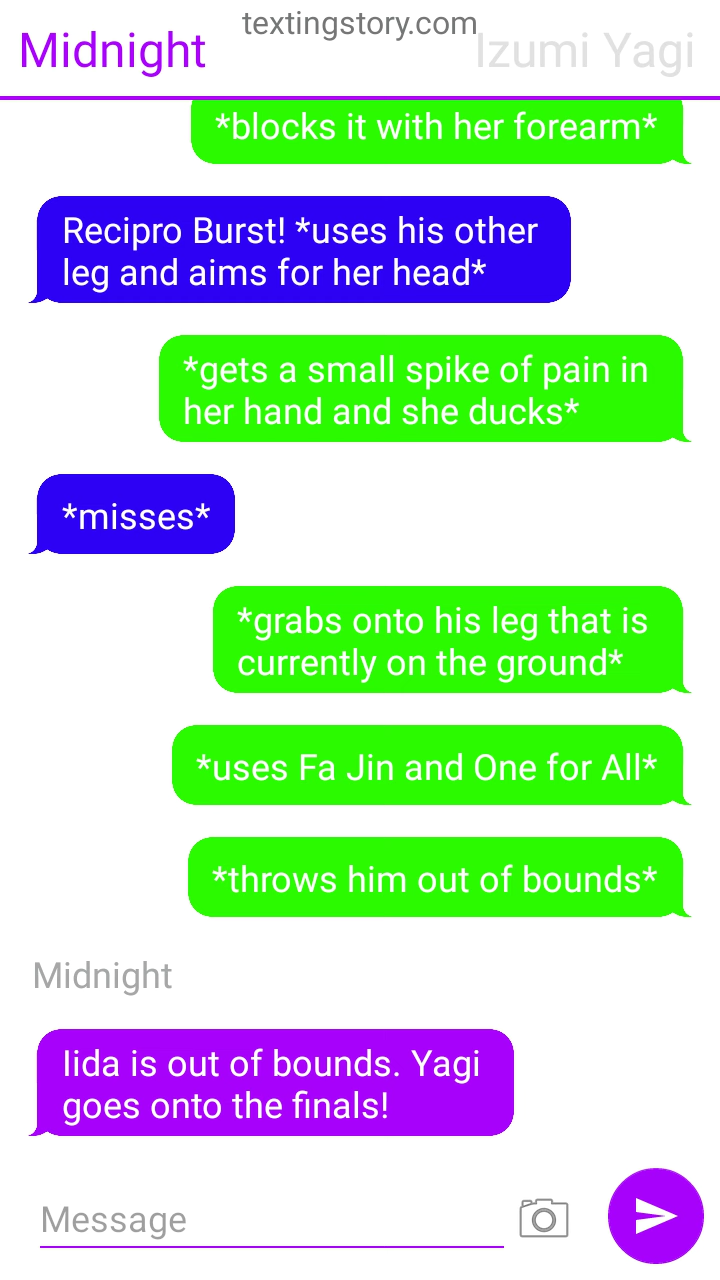 textingstory.com
Midnight
Izumi Yagi
*blocks it with her forearm*
Recipro Burst! *uses his other
leg and aims for her head*
*gets a small spike of pain in
her hand and she ducks*
*misses*
*grabs onto his leg that is
currently on the ground*
*uses Fa Jin and One for All*
*throws him out of bounds*
Midnight
Iida is out of bounds. Yagi
goes onto the finals!
Message